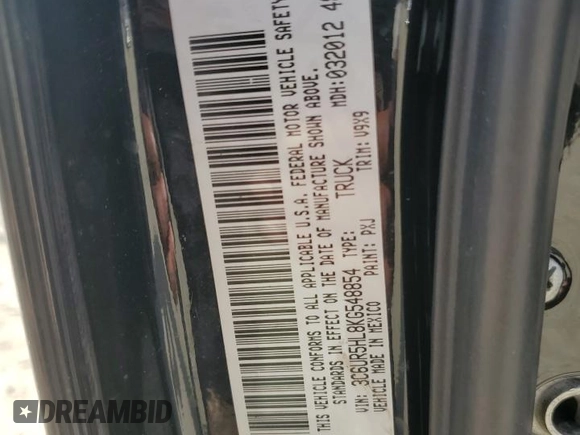 THIS VEHICLE CONFORMS TO ALL APPLICABLE U.S.A. FEDERAL MOTOR VEHICLE SAFETY
STANDARDS IN EFFECT ON THE DATE OF MANUFACTURE SHOWN ABOVE.
MDH:032012
VIN: 3C6UR5HL8KG548854 TYPE: TRUCK
VEHICLE MADE IN MEXICO PAINT: PXJ TRIM: V9X9
DREAMBID